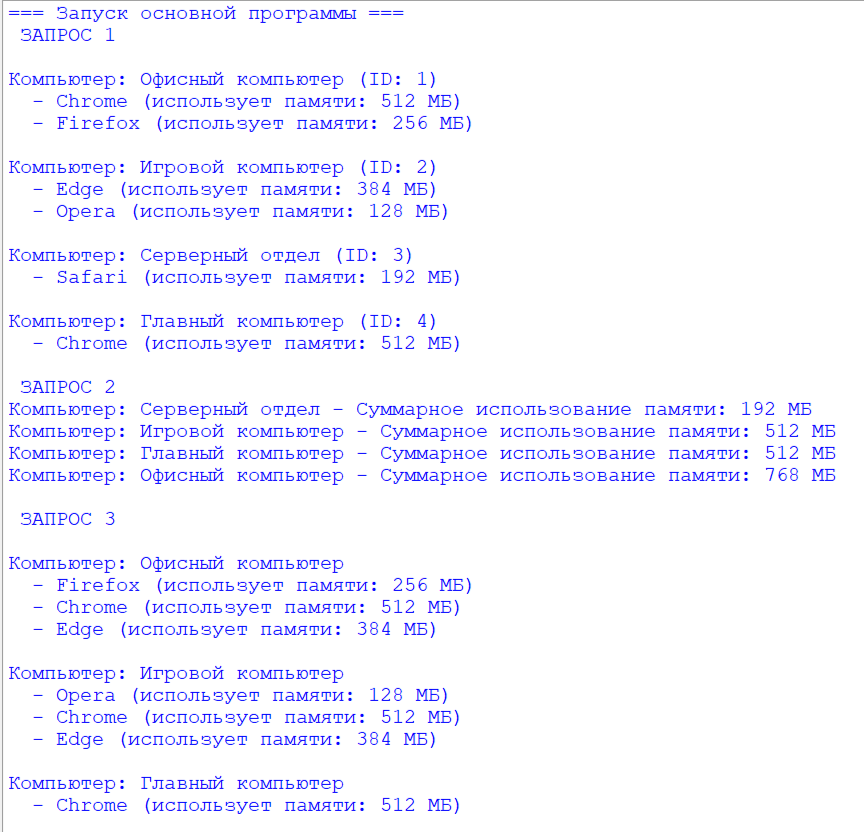 === Запуск основной программы ===
ЗАПРОС 1
Компьютер: Офисный компьютер (ID: 1)
- Chrome (использует памяти: 512 МБ)
- Firefox (использует памяти: 256 МБ)
Компьютер: Игровой компьютер (ID: 2)
- Edge (использует памяти: 384 МБ)
- Opera (использует памяти: 128 МБ)
Компьютер: Серверный отдел (ID: 3)
- Safari (использует памяти: 192 МБ)
Компьютер: Главный компьютер (ID: 4)
- Chrome (использует памяти: 512 МБ)
ЗАПРОС 2
Компьютер: Серверный отдел - Суммарное использование памяти: 192 МБ
Компьютер: Игровой компьютер - Суммарное использование памяти: 512 МБ
Компьютер: Главный компьютер - Суммарное использование памяти: 512 МБ
Компьютер: Офисный компьютер - Суммарное использование памяти: 768 МБ
ЗАПРОС 3
Компьютер: Офисный компьютер
- Firefox (использует памяти: 256 МБ)
- Chrome (использует памяти: 512 МБ)
- Edge (использует памяти: 384 МБ)
Компьютер: Игровой компьютер
- Opera (использует памяти: 128 МБ)
- Chrome (использует памяти: 512 МБ)
- Edge (использует памяти: 384 МБ)
Компьютер: Главный компьютер
- Chrome (использует памяти: 512 МБ)